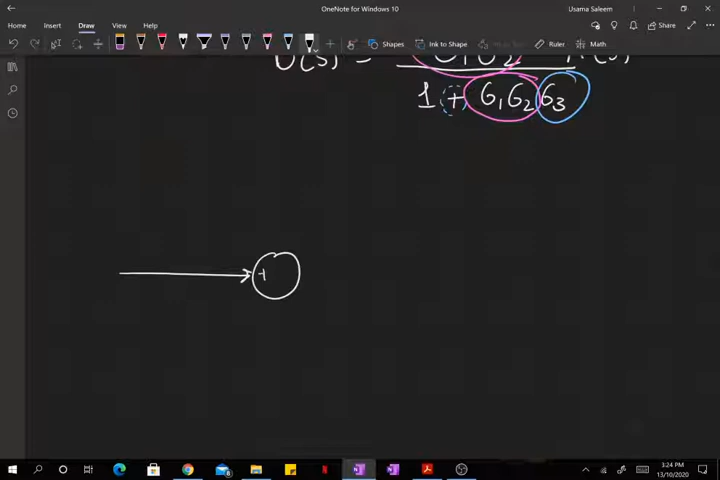 OneNote for Windows 10
Usama Saleem
Home Insert Draw View Help
Share
Shapes Ink to Shape Ruler Math
1 + G₁G₂G₃
+
3:24 PM
13/10/2020